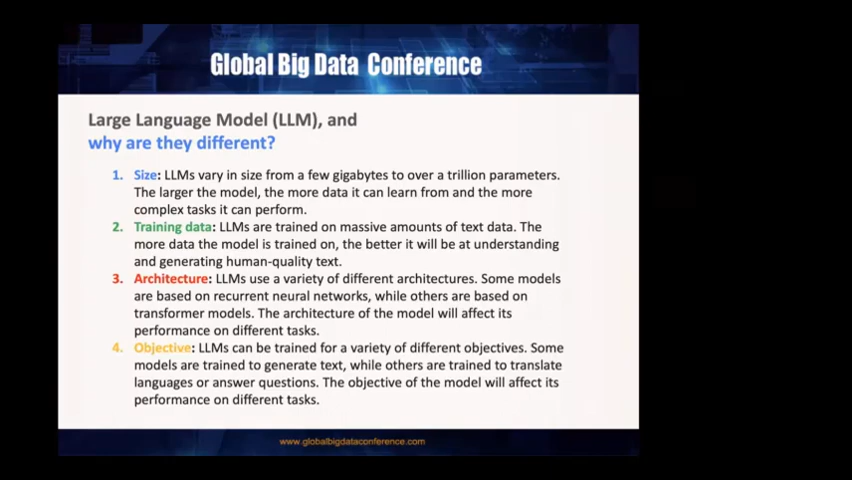 Global Big Data Conference
Large Language Model (LLM), and
why are they different?
1. Size: LLMs vary in size from a few gigabytes to over a trillion parameters.
The larger the model, the more data it can learn from and the more
complex tasks it can perform.
2. Training data: LLMs are trained on massive amounts of text data. The
more data the model is trained on, the better it will be at understanding
and generating human-quality text.
3. Architecture: LLMs use a variety of different architectures. Some models
are based on recurrent neural networks, while others are based on
transformer models. The architecture of the model will affect its
performance on different tasks.
4. Objective: LLMs can be trained for a variety of different objectives. Some
models are trained to generate text, while others are trained to translate
languages or answer questions. The objective of the model will affect its
performance on different tasks.
www.globalbigdataconference.com